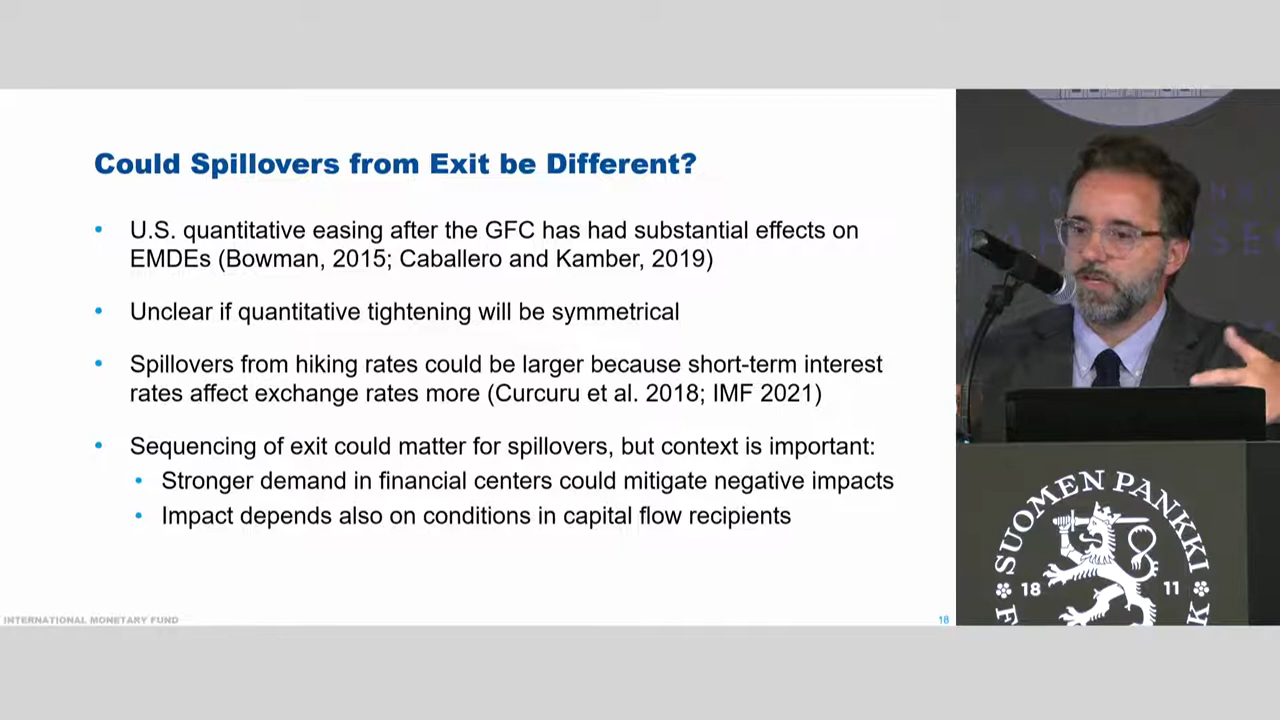 Could Spillovers from Exit be Different?
• U.S. quantitative easing after the GFC has had substantial effects on
EMDEs (Bowman, 2015; Caballero and Kamber, 2019)
• Unclear if quantitative tightening will be symmetrical
• Spillovers from hiking rates could be larger because short-term interest
rates affect exchange rates more (Curcuru et al. 2018; IMF 2021)
• Sequencing of exit could matter for spillovers, but context is important:
• Stronger demand in financial centers could mitigate negative impacts
• Impact depends also on conditions in capital flow recipients
INTERNATIONAL MONETARY FUND
18
SUOMEN PANKKI
18 11